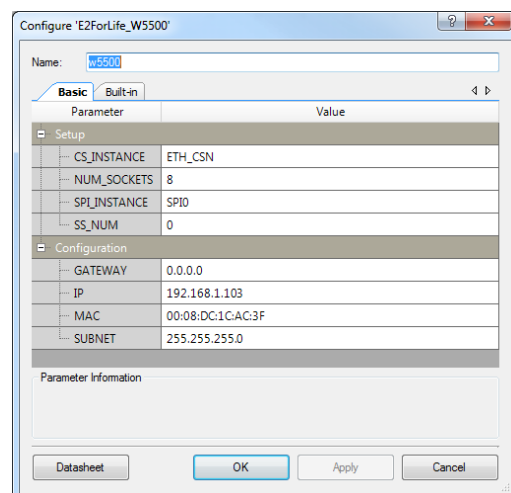 Configure 'E2ForLife_W5500'
Name: w5500
Basic Built-in
Parameter Value
Setup
CS_INSTANCE ETH_CSN
NUM_SOCKETS 8
SPI_INSTANCE SPI0
SS_NUM 0
Configuration
GATEWAY 0.0.0.0
IP 192.168.1.103
MAC 00:08:DC:1C:AC:3F
SUBNET 255.255.255.0
Parameter Information
Datasheet OK Apply Cancel